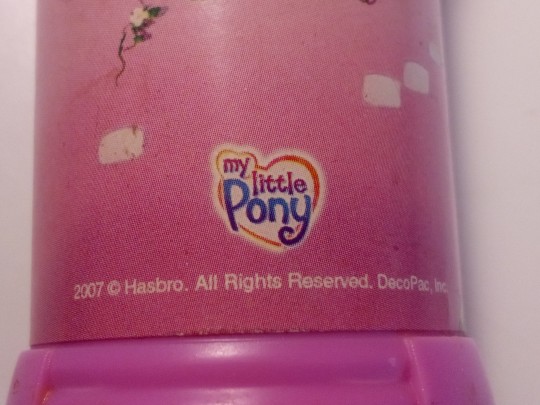 my
little
Pony
2007 © Hasbro. All Rights Reserved. DecoPac, Inc.